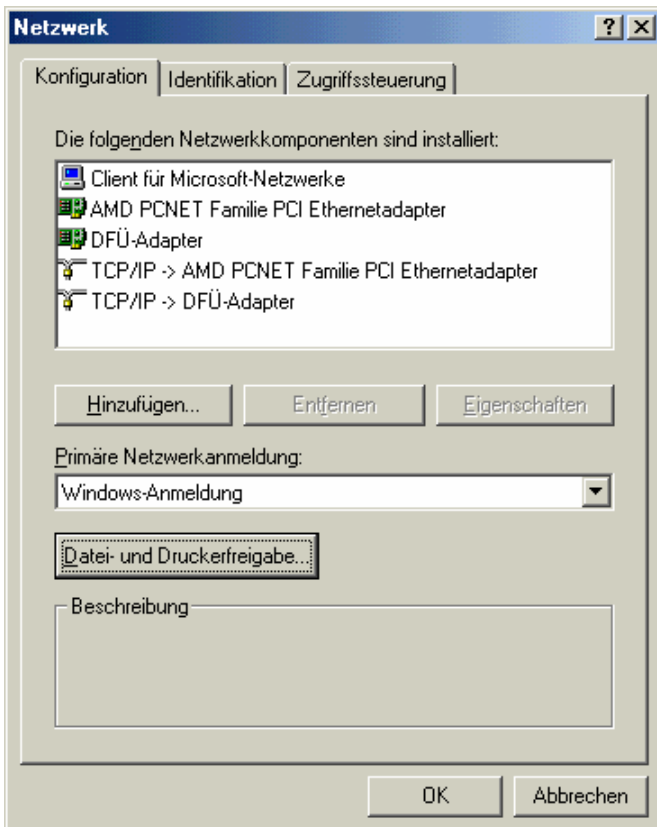 Netzwerk
Konfiguration Identifikation Zugriffssteuerung
Die folgenden Netzwerkkomponenten sind installiert:
Client für Microsoft-Netzwerke
AMD PCNET Familie PCI Ethernetadapter
DFÜ-Adapter
TCP/IP -> AMD PCNET Familie PCI Ethernetadapter
TCP/IP -> DFÜ-Adapter
Hinzufügen... Entfernen Eigenschaften
Primäre Netzwerkanmeldung:
Windows-Anmeldung
Datei- und Druckerfreigabe...
Beschreibung
OK Abbrechen